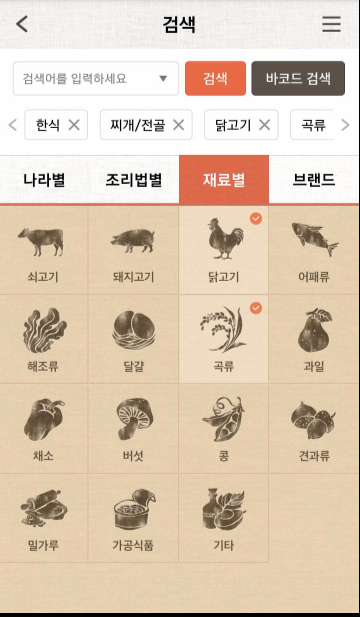 검색
검색어를 입력하세요 검색 바코드 검색
한식 찌개/전골 닭고기 곡류
나라별 조리법별 재료별 브랜드
쇠고기 돼지고기 닭고기 어패류
해조류 달걀 곡류 과일
채소 버섯 콩 견과류
밀가루 가공식품 기타